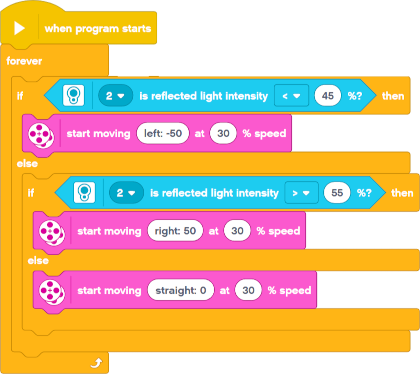 when program starts
forever
if 2 is reflected light intensity < 45 %? then
start moving left: -50 at 30 % speed
else
if 2 is reflected light intensity > 55 %? then
start moving right: 50 at 30 % speed
else
start moving straight: 0 at 30 % speed